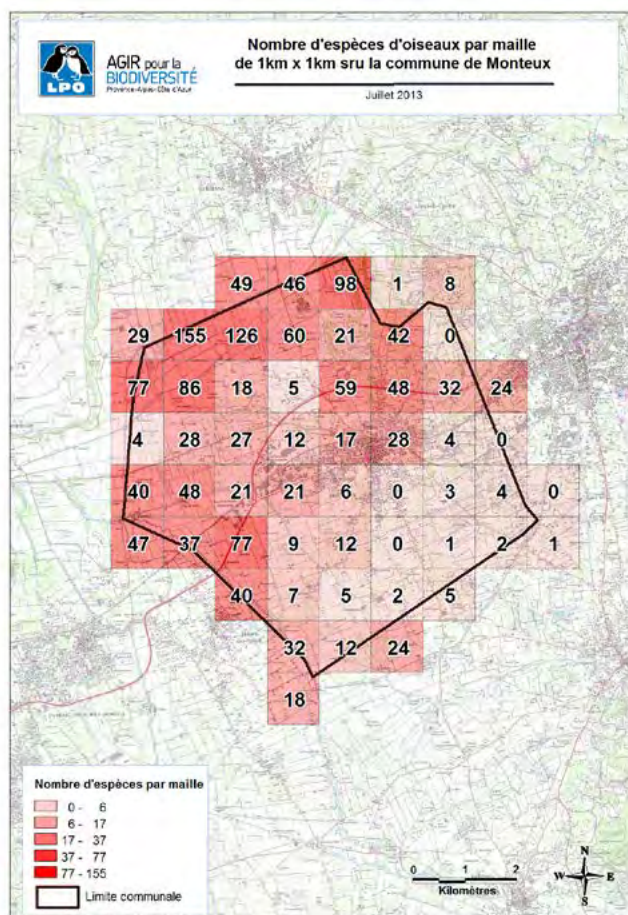 LPO
AGIR pour la
BIODIVERSITÉ
Provence-Alpes-Côte d'Azur
Nombre d'espèces d'oiseaux par maille
de 1km x 1km sru la commune de Monteux
Juillet 2013
49 46 98 1 8
29 155 126 60 21 42 0
77 86 18 5 59 48 32 24
4 28 27 12 17 28 4 0
40 48 21 21 6 0 3 4 0
47 37 77 9 12 0 1 2 1
40 7 5 2 5
32 12 24
18
Nombre d'espèces par maille
0 - 6
6 - 17
17 - 37
37 - 77
77 - 155
Limite communale
0 1 2
Kilomètres
N
W E
S